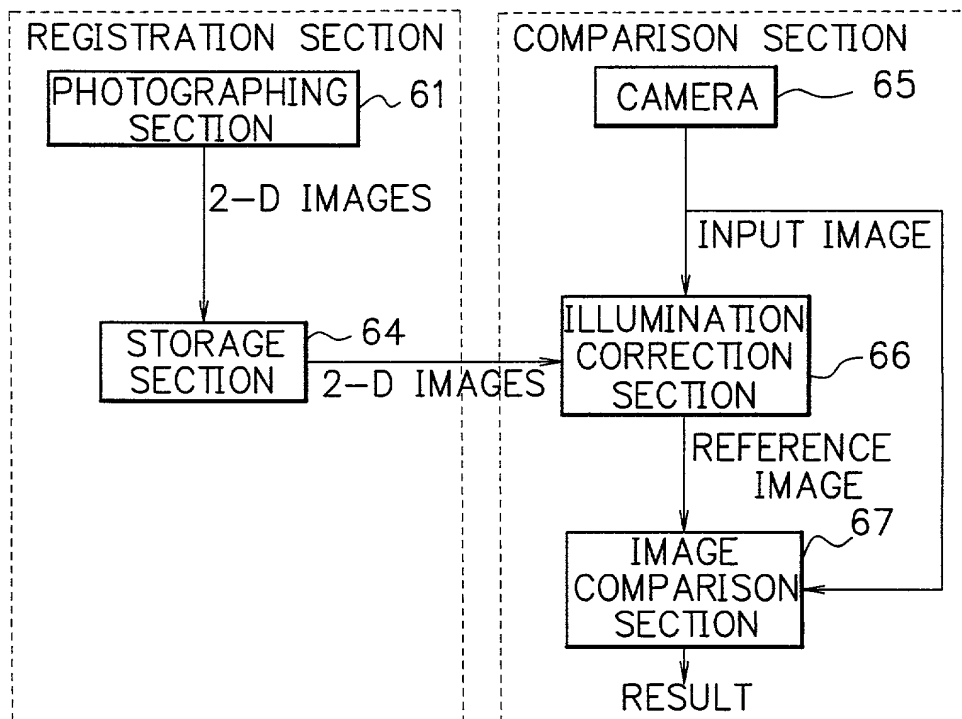 REGISTRATION SECTION
PHOTOGRAPHING
SECTION
61
2-D IMAGES
STORAGE
SECTION
64
2-D IMAGES
COMPARISON SECTION
CAMERA
65
INPUT IMAGE
ILLUMINATION
CORRECTION
SECTION
66
REFERENCE
IMAGE
IMAGE
COMPARISON
SECTION
67
RESULT